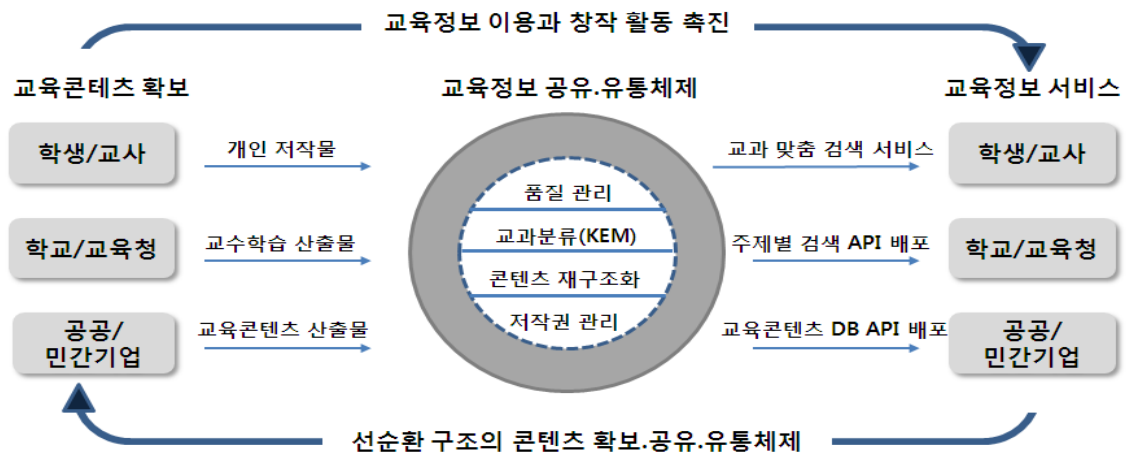 교육정보 이용과 창작 활동 촉진
교육콘테츠 확보
교육정보 공유.유통체제
교육정보 서비스
학생/교사
개인 저작물
품질 관리
교과 맞춤 검색 서비스
학생/교사
학교/교육청
교수학습 산출물
교과분류(KEM)
주제별 검색 API 배포
학교/교육청
콘텐츠 재구조화
공공/
민간기업
교육콘텐츠 산출물
저작권 관리
교육콘텐츠 DB API 배포
공공/
민간기업
선순환 구조의 콘텐츠 확보.공유.유통체제